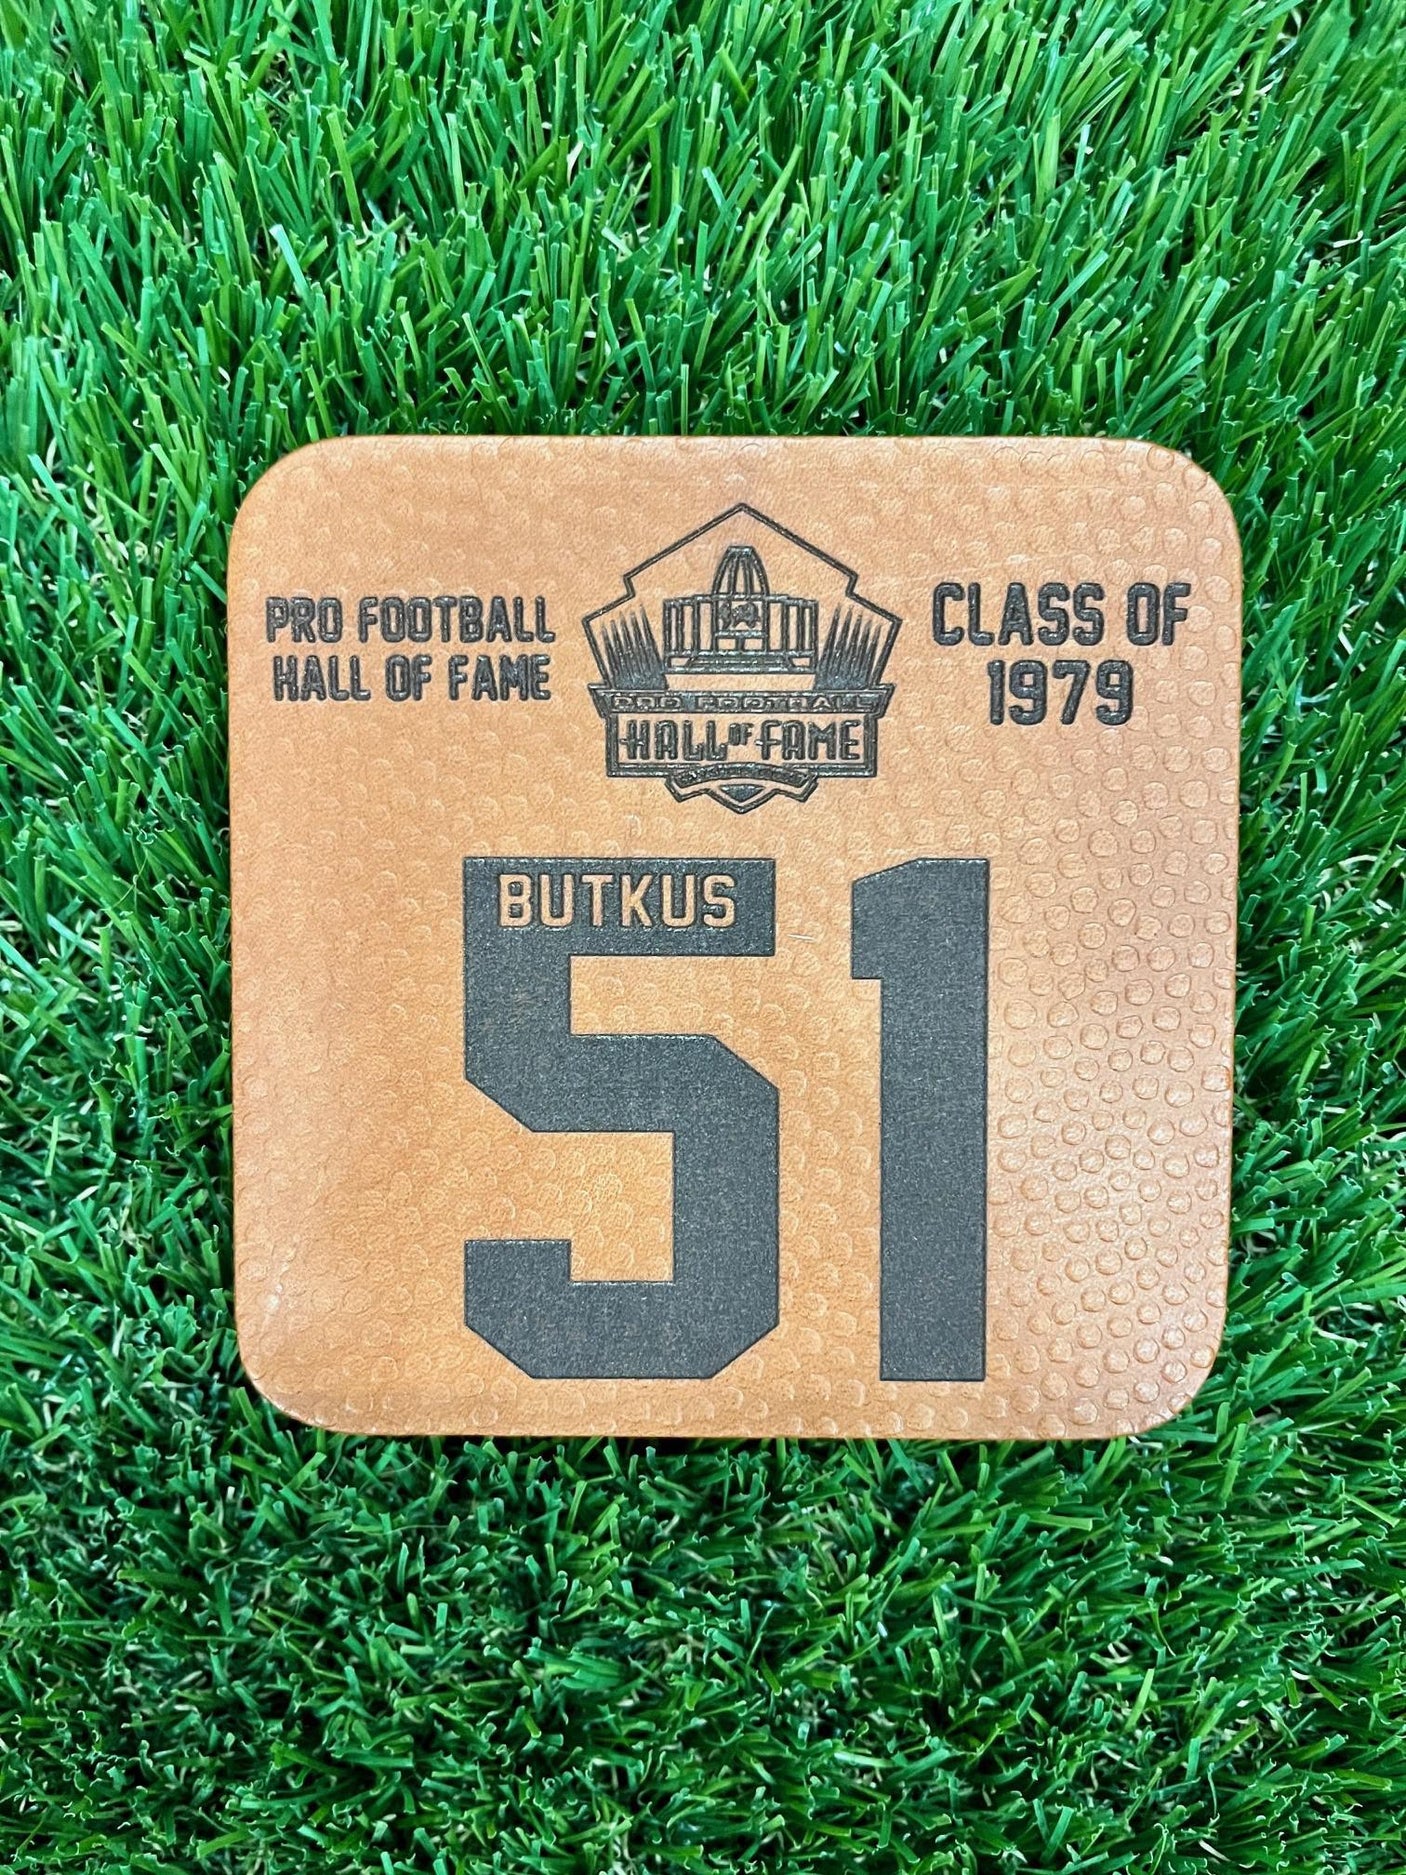 PRO FOOTBALL
HALL OF FAME
PRO FOOTBALL
HALL OF FAME
CLASS OF
1979
BUTKUS
51